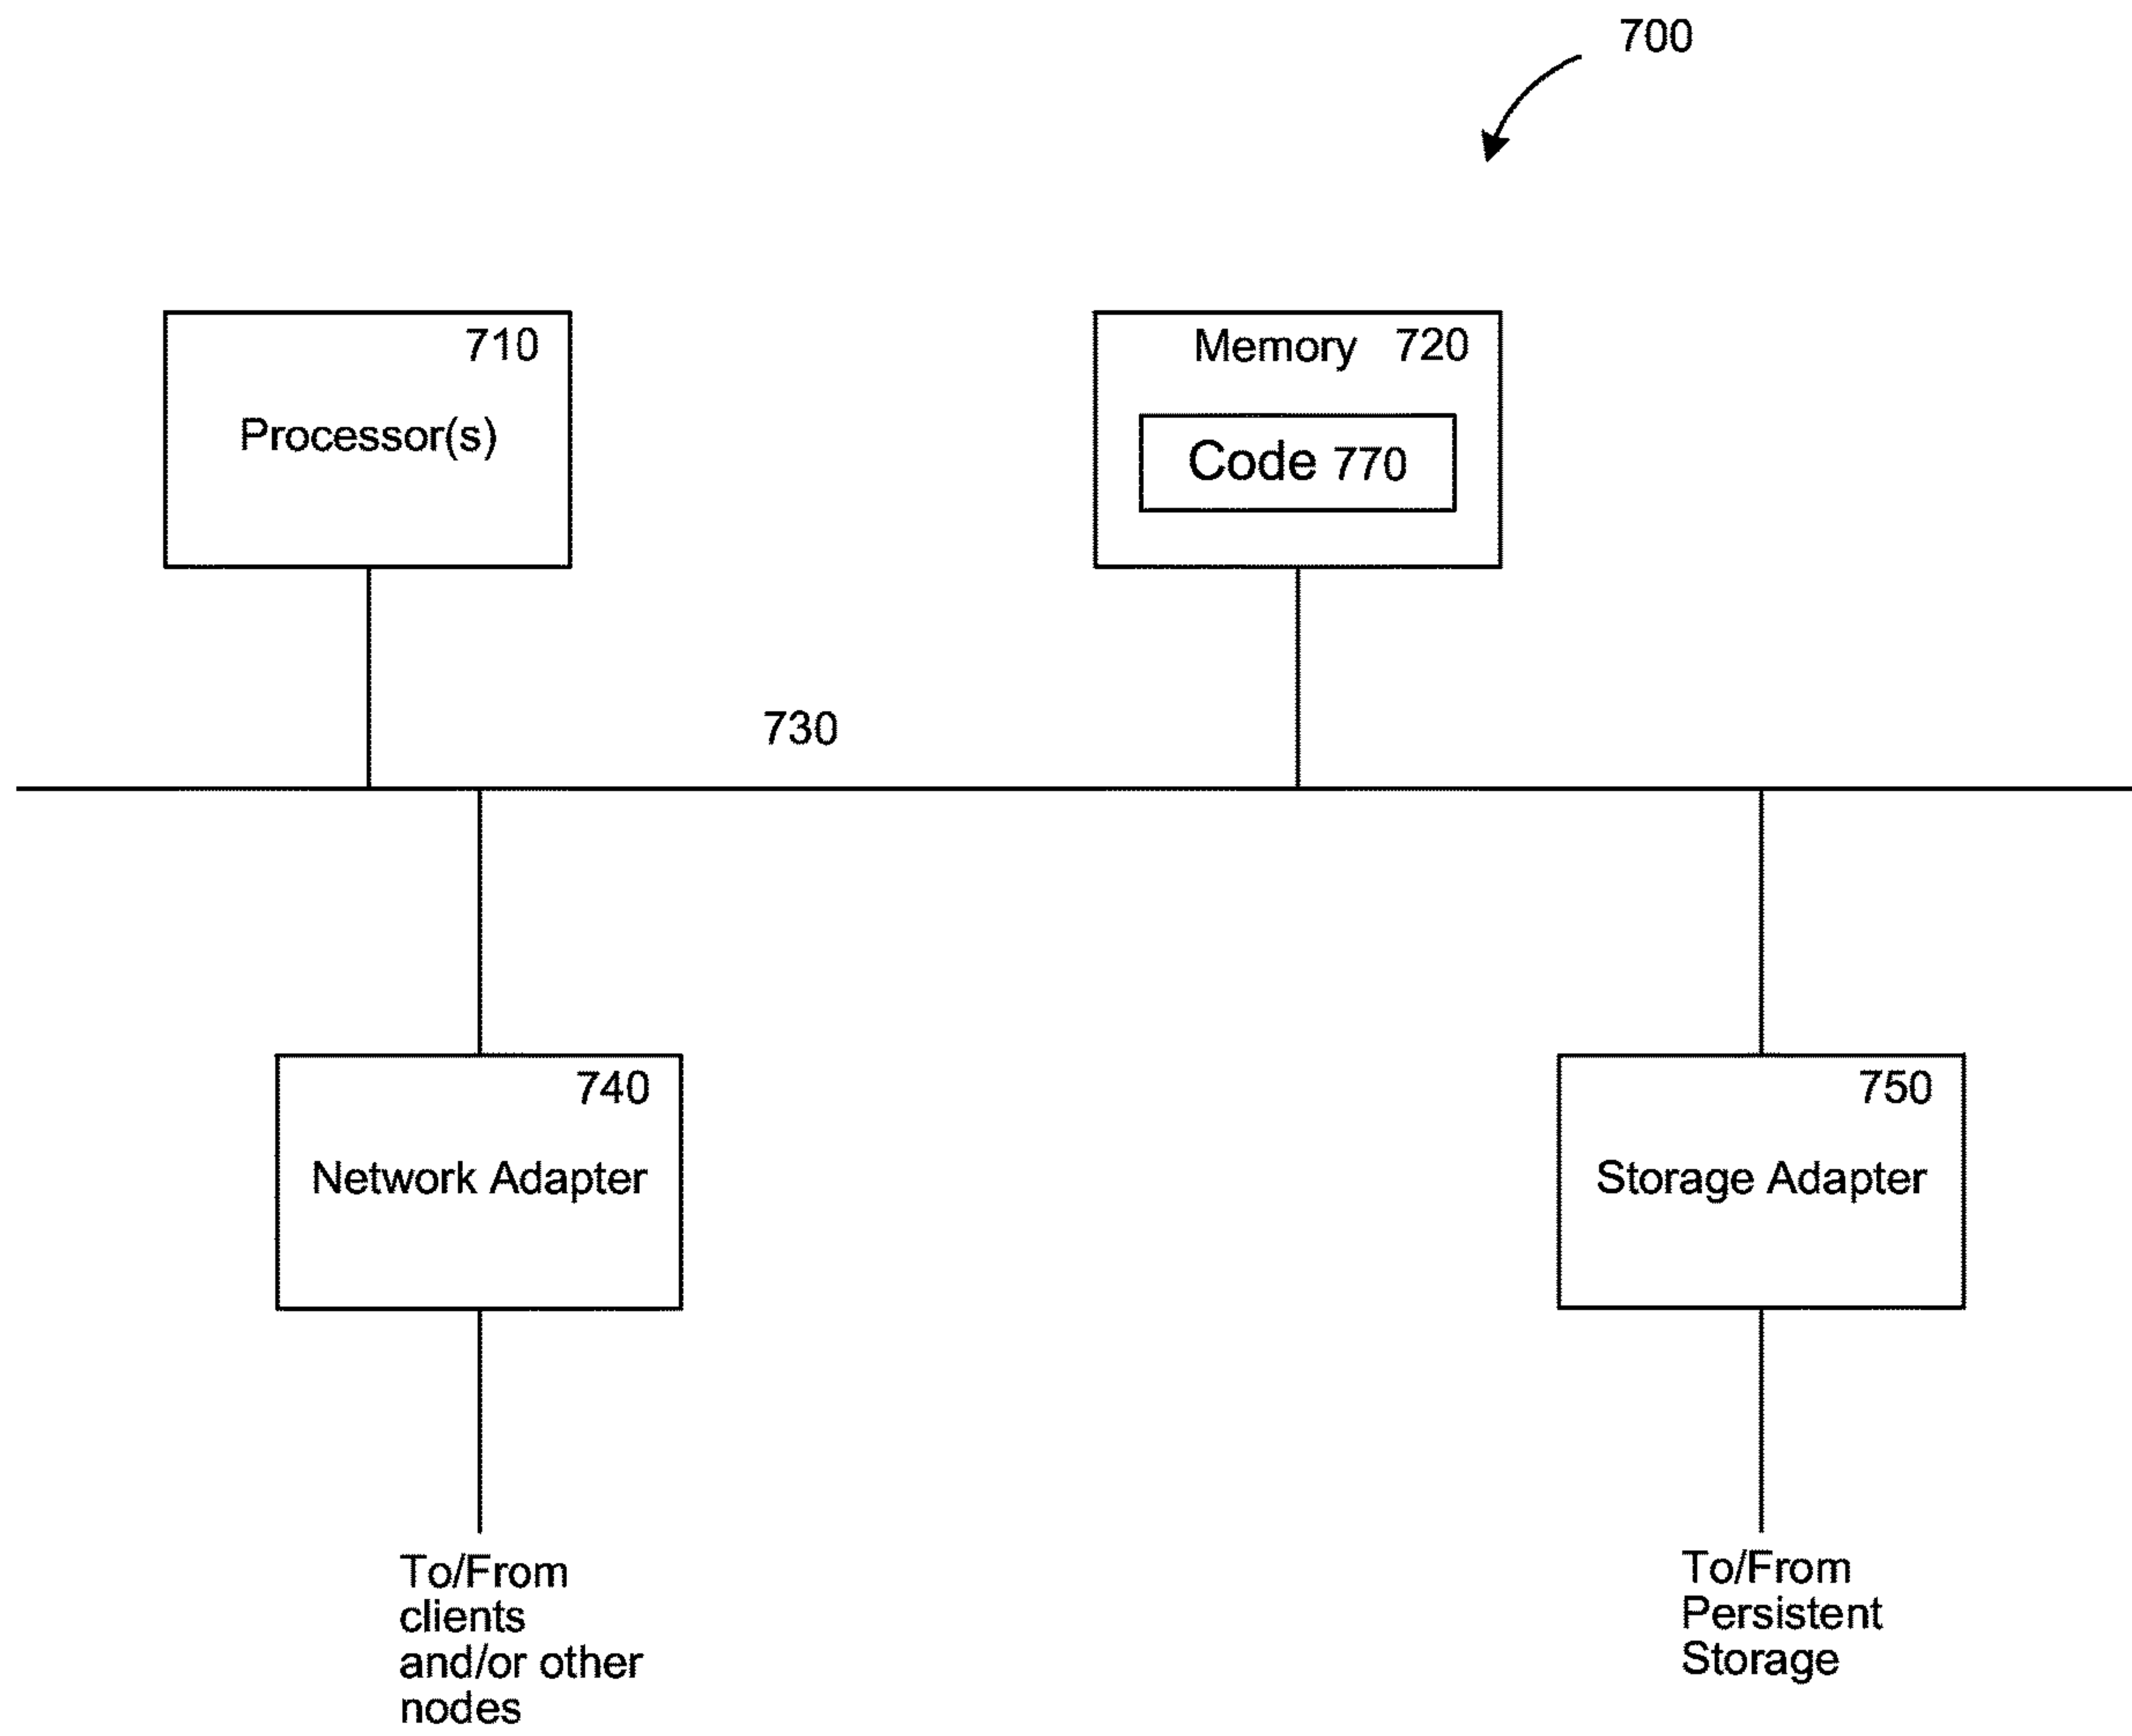 700
710
Processor(s)
Memory 720
Code 770
730
740
Network Adapter
750
Storage Adapter
To/From
clients
and/or other
nodes
To/From
Persistent
Storage